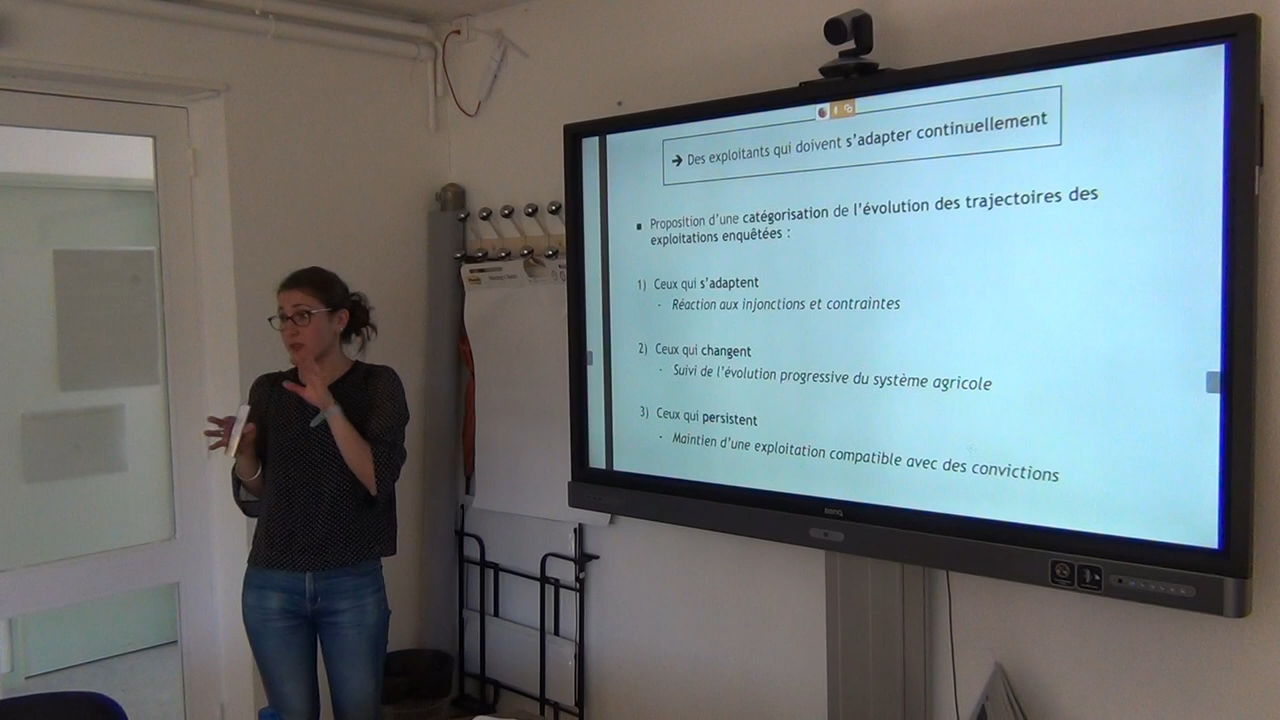 ➔ Des exploitants qui doivent s'adapter continuellement
▪ Proposition d'une catégorisation de l'évolution des trajectoires des
exploitations enquêtées :
1) Ceux qui s'adaptent
- Réaction aux injonctions et contraintes
2) Ceux qui changent
- Suivi de l'évolution progressive du système agricole
3) Ceux qui persistent
- Maintien d'une exploitation compatible avec des convictions
BenQ